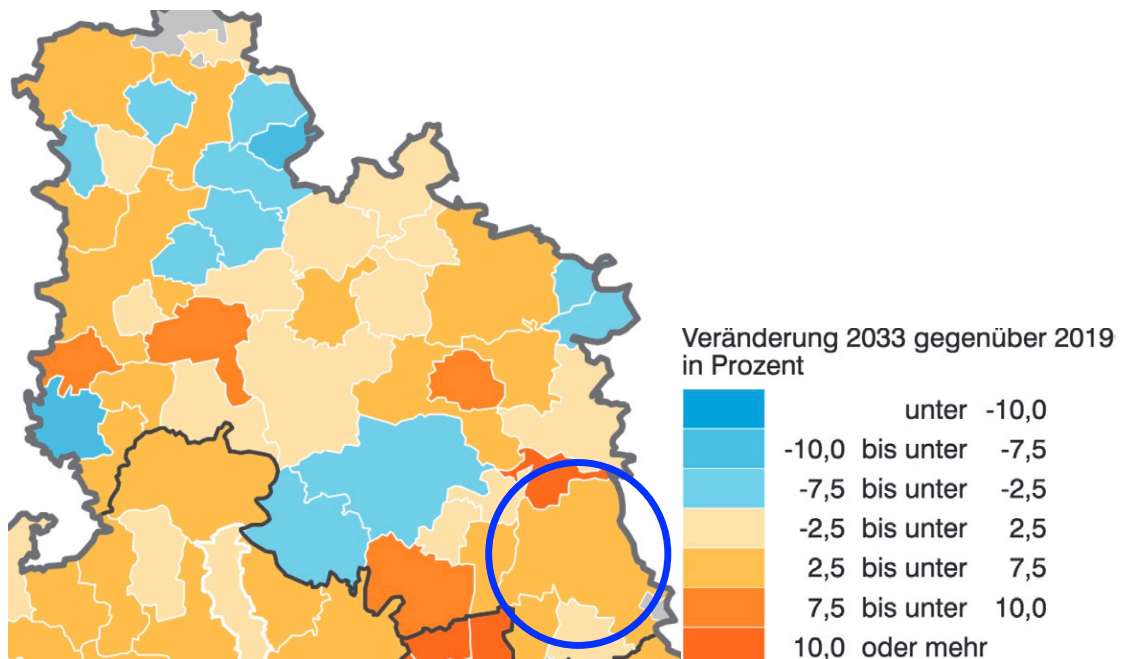 Veränderung 2033 gegenüber 2019
in Prozent
unter -10,0
-10,0 bis unter -7,5
-7,5 bis unter -2,5
-2,5 bis unter 2,5
2,5 bis unter 7,5
7,5 bis unter 10,0
10,0 oder mehr